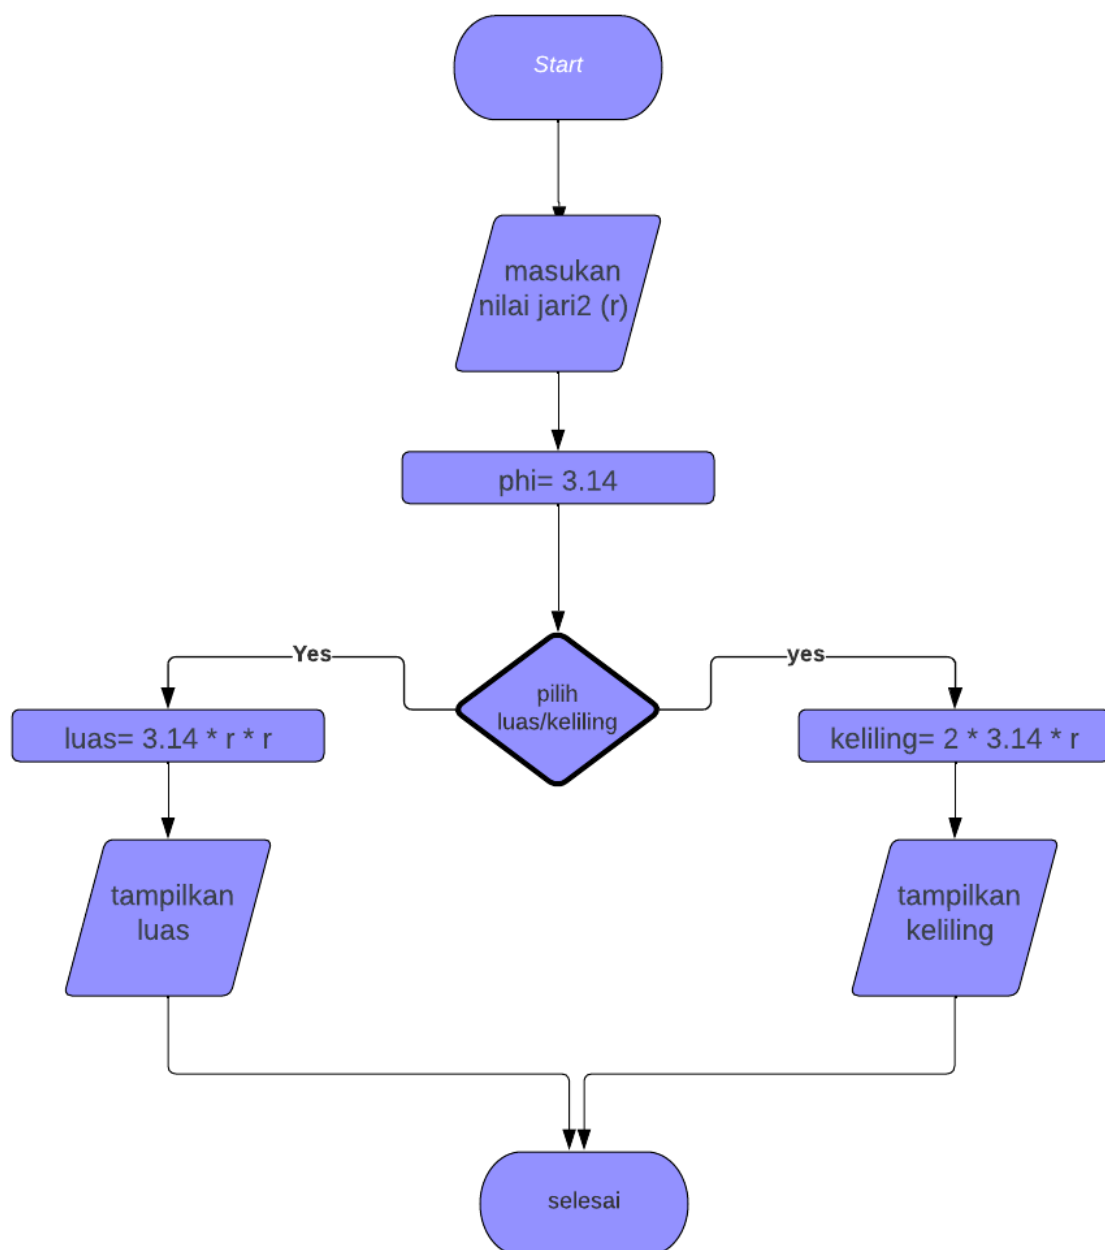 Start
masukan
nilai jari2 (r)
phi= 3.14
pilih
luas/keliling
Yes
yes
luas= 3.14 * r * r
keliling= 2 * 3.14 * r
tampilkan
luas
tampilkan
keliling
selesai